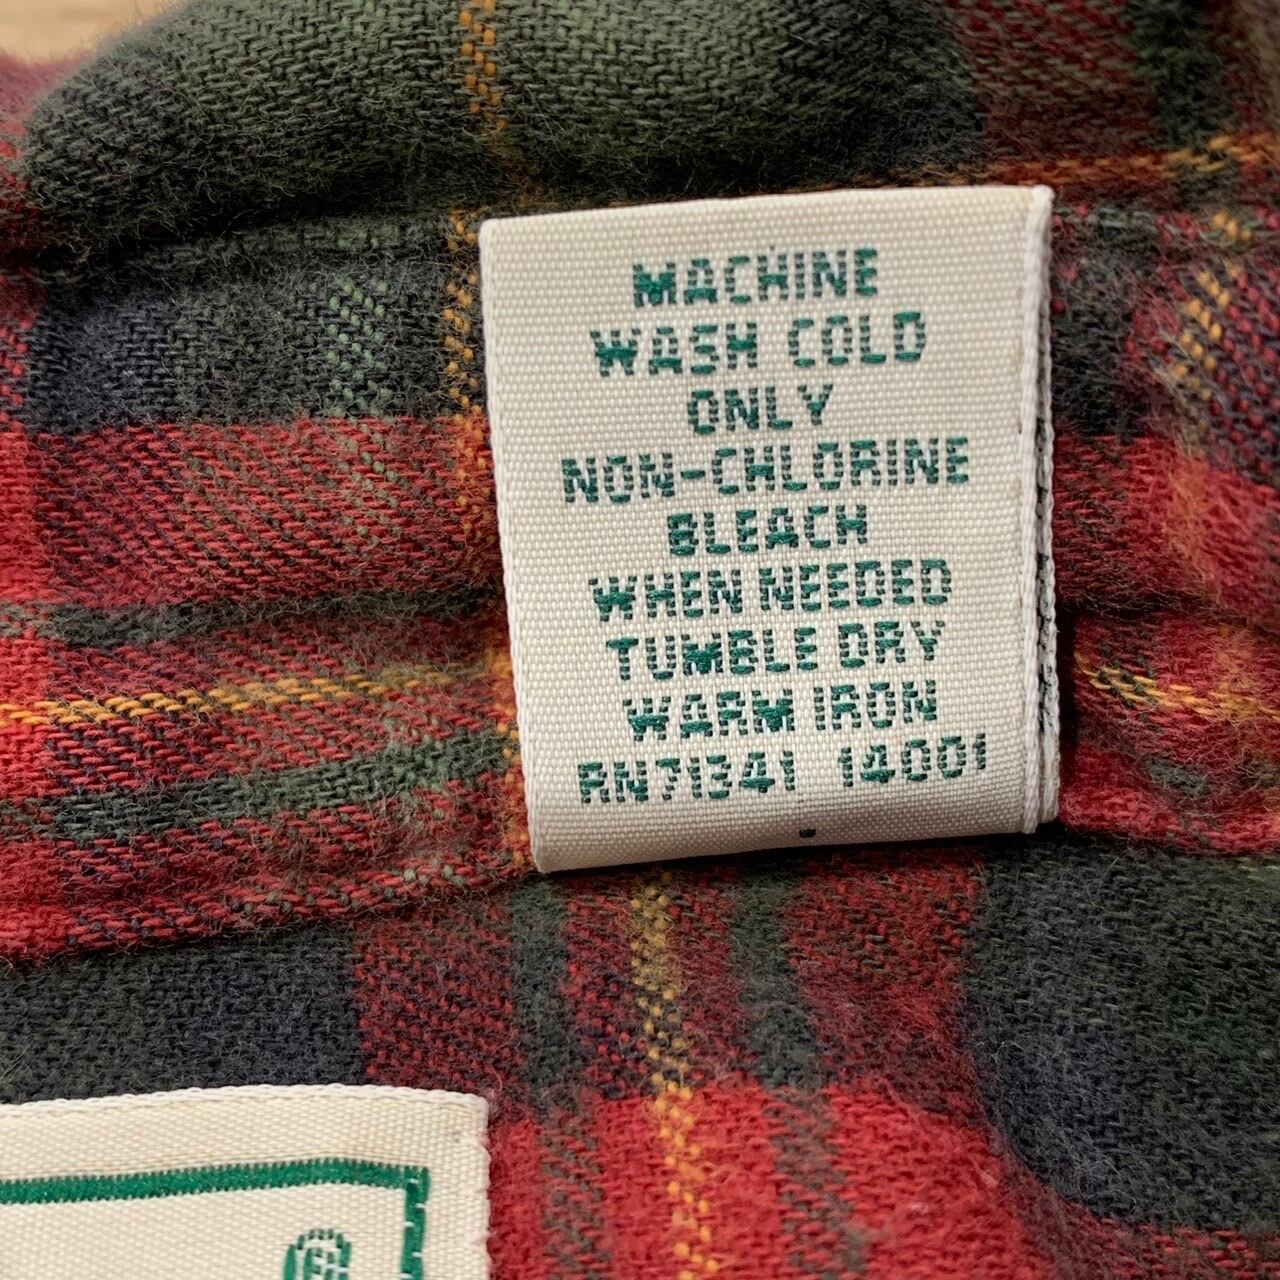 MACHINE
WASH COLD
ONLY
NON-CHLORINE
BLEACH
WHEN NEEDED
TUMBLE DRY
WARM IRON
RN71341 14001